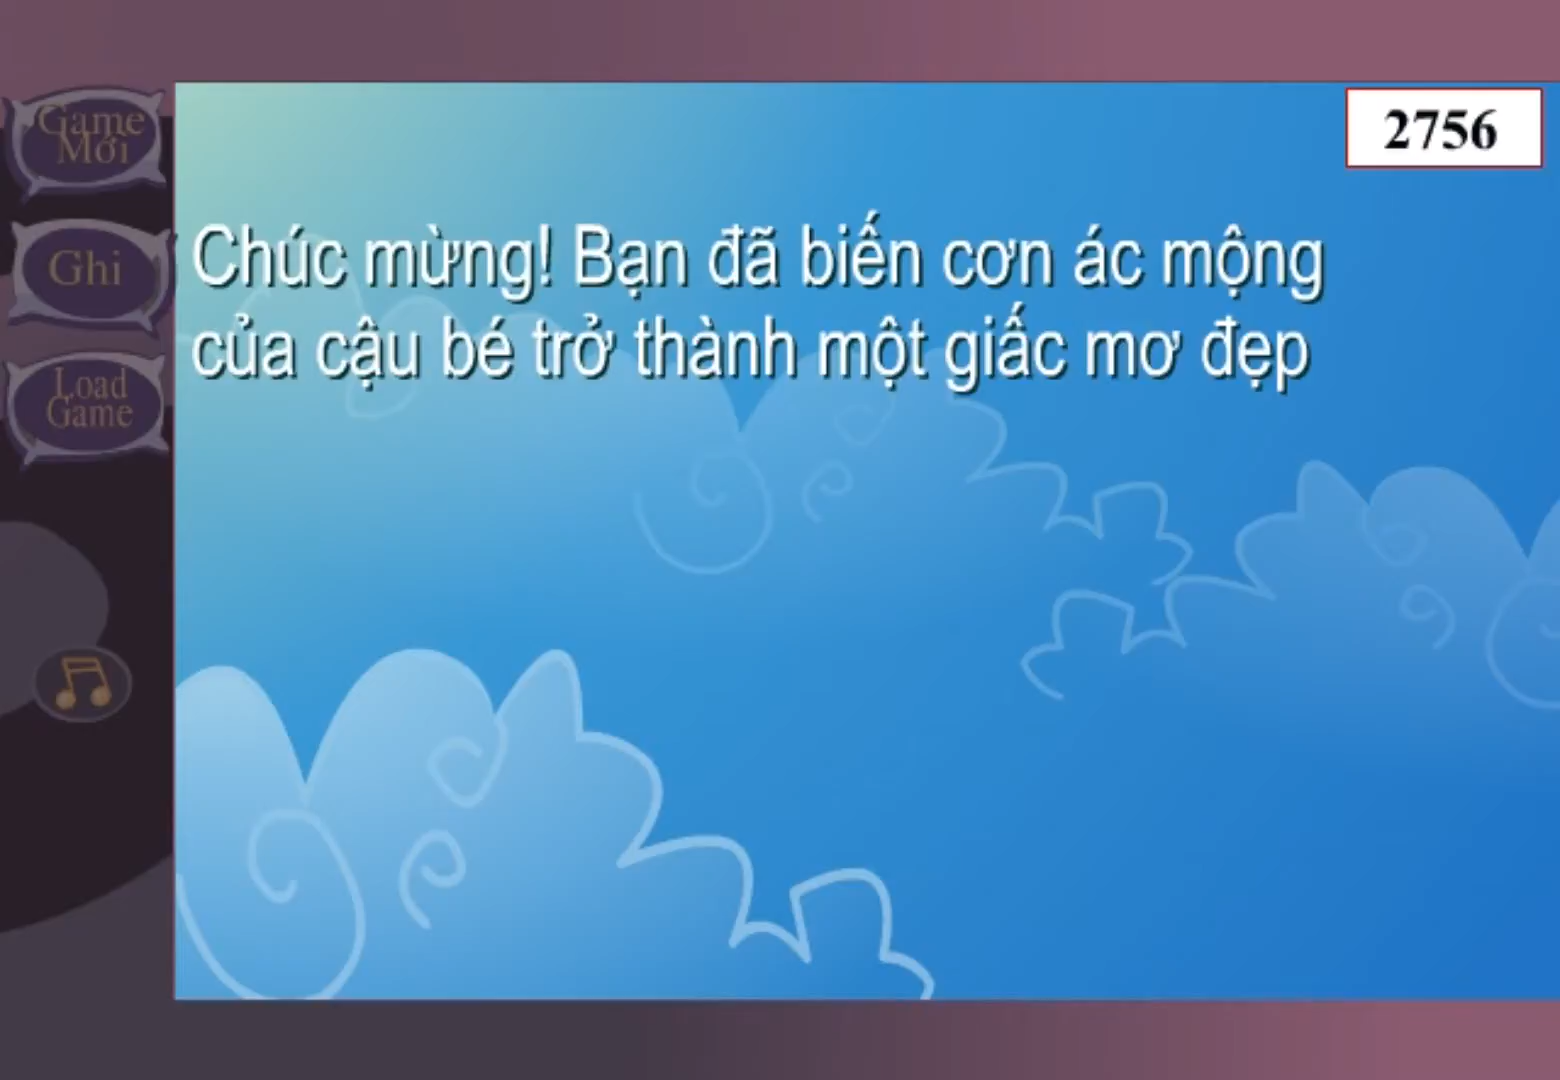 Game
Mới
Ghi
Load
Game
2756
Chúc mừng! Bạn đã biến cơn ác mộng
của cậu bé trở thành một giấc mơ đẹp